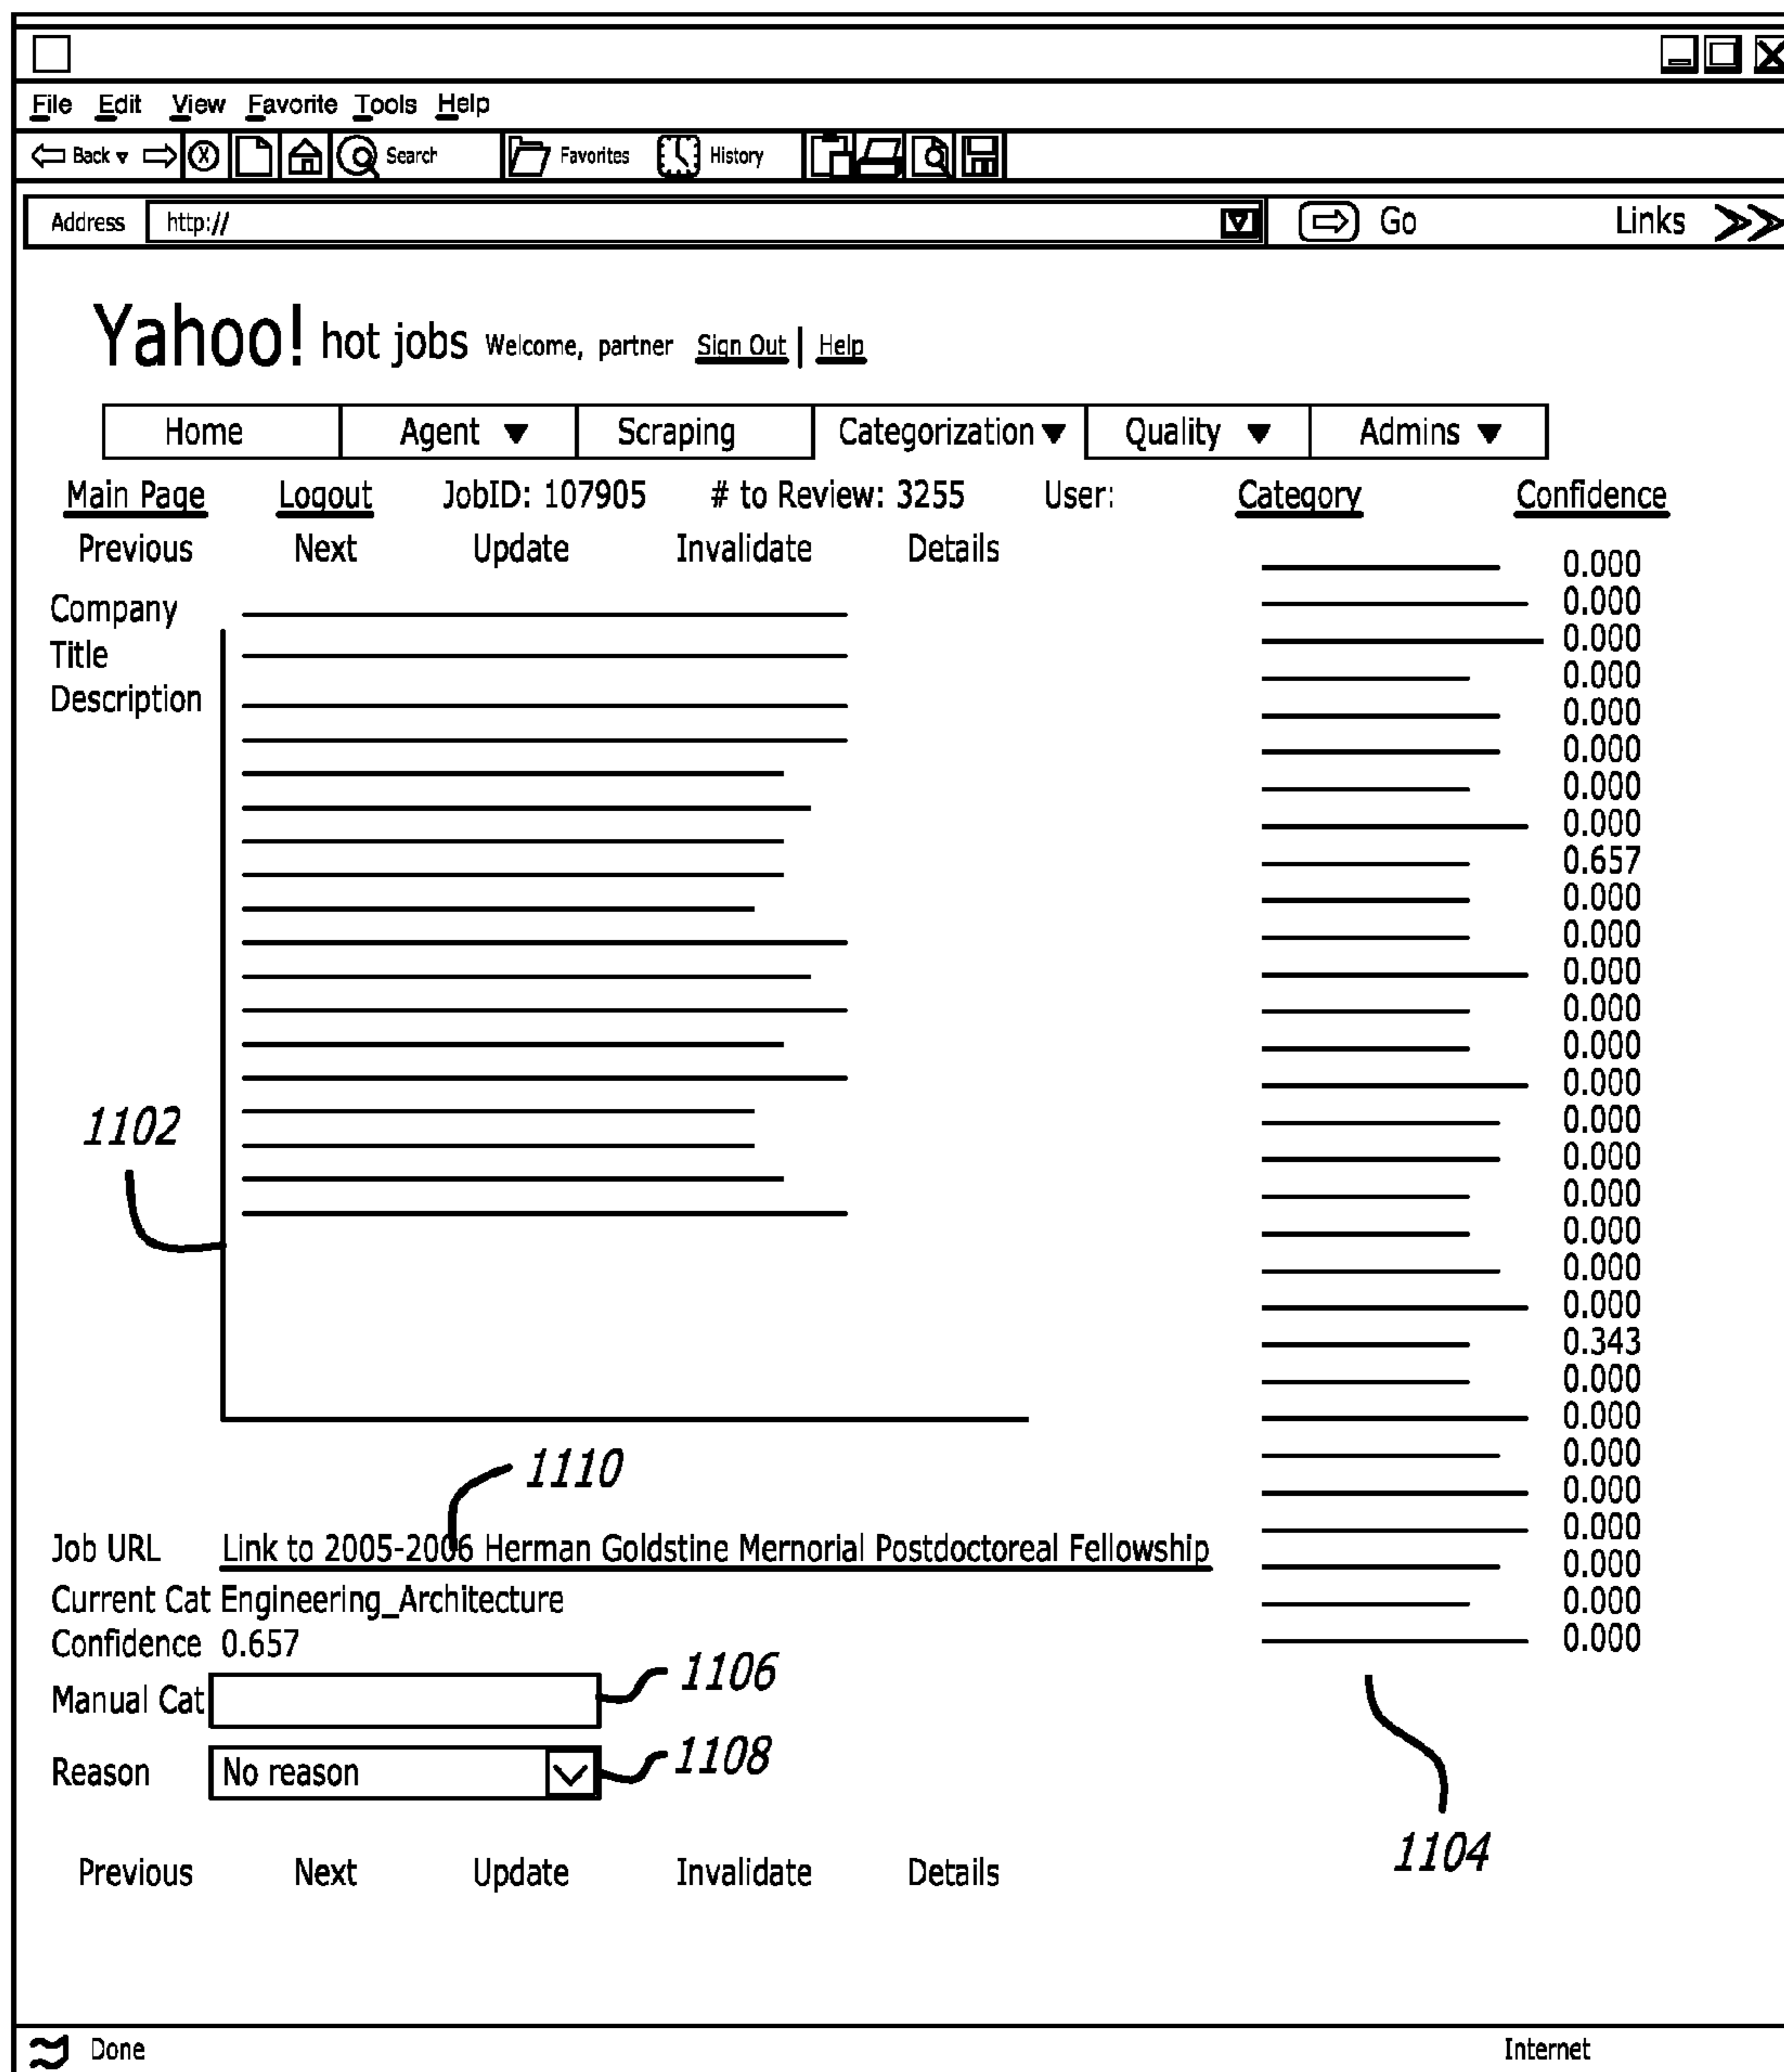 File Edit View Favorite Tools Help
Back Search Favorites History
Address http:// Go Links
Yahoo! hot jobs Welcome, partner Sign Out | Help
Home Agent Scraping Categorization Quality Admins
Main Page Logout JobID: 107905 # to Review: 3255 User: Category Confidence
Previous Next Update Invalidate Details
0.000
Company 0.000
0.000
Title
0.000
Description
0.000
0.000
0.000
0.000
0.657
0.000
0.000
0.000
0.000
0.000
0.000
1102 0.000
0.000
0.000
0.000
0.000
0.000
0.343
0.000
0.000
0.000
1110
0.000
0.000
Job URL Link to 2005-2006 Herman Goldstine Mernorial Postdoctoreal Fellowship
0.000
Current Cat Engineering_Architecture 0.000
Confidence 0.657 0.000
1106
Manual Cat
1108
Reason No reason
1104
Previous Next Update Invalidate Details
Done Internet